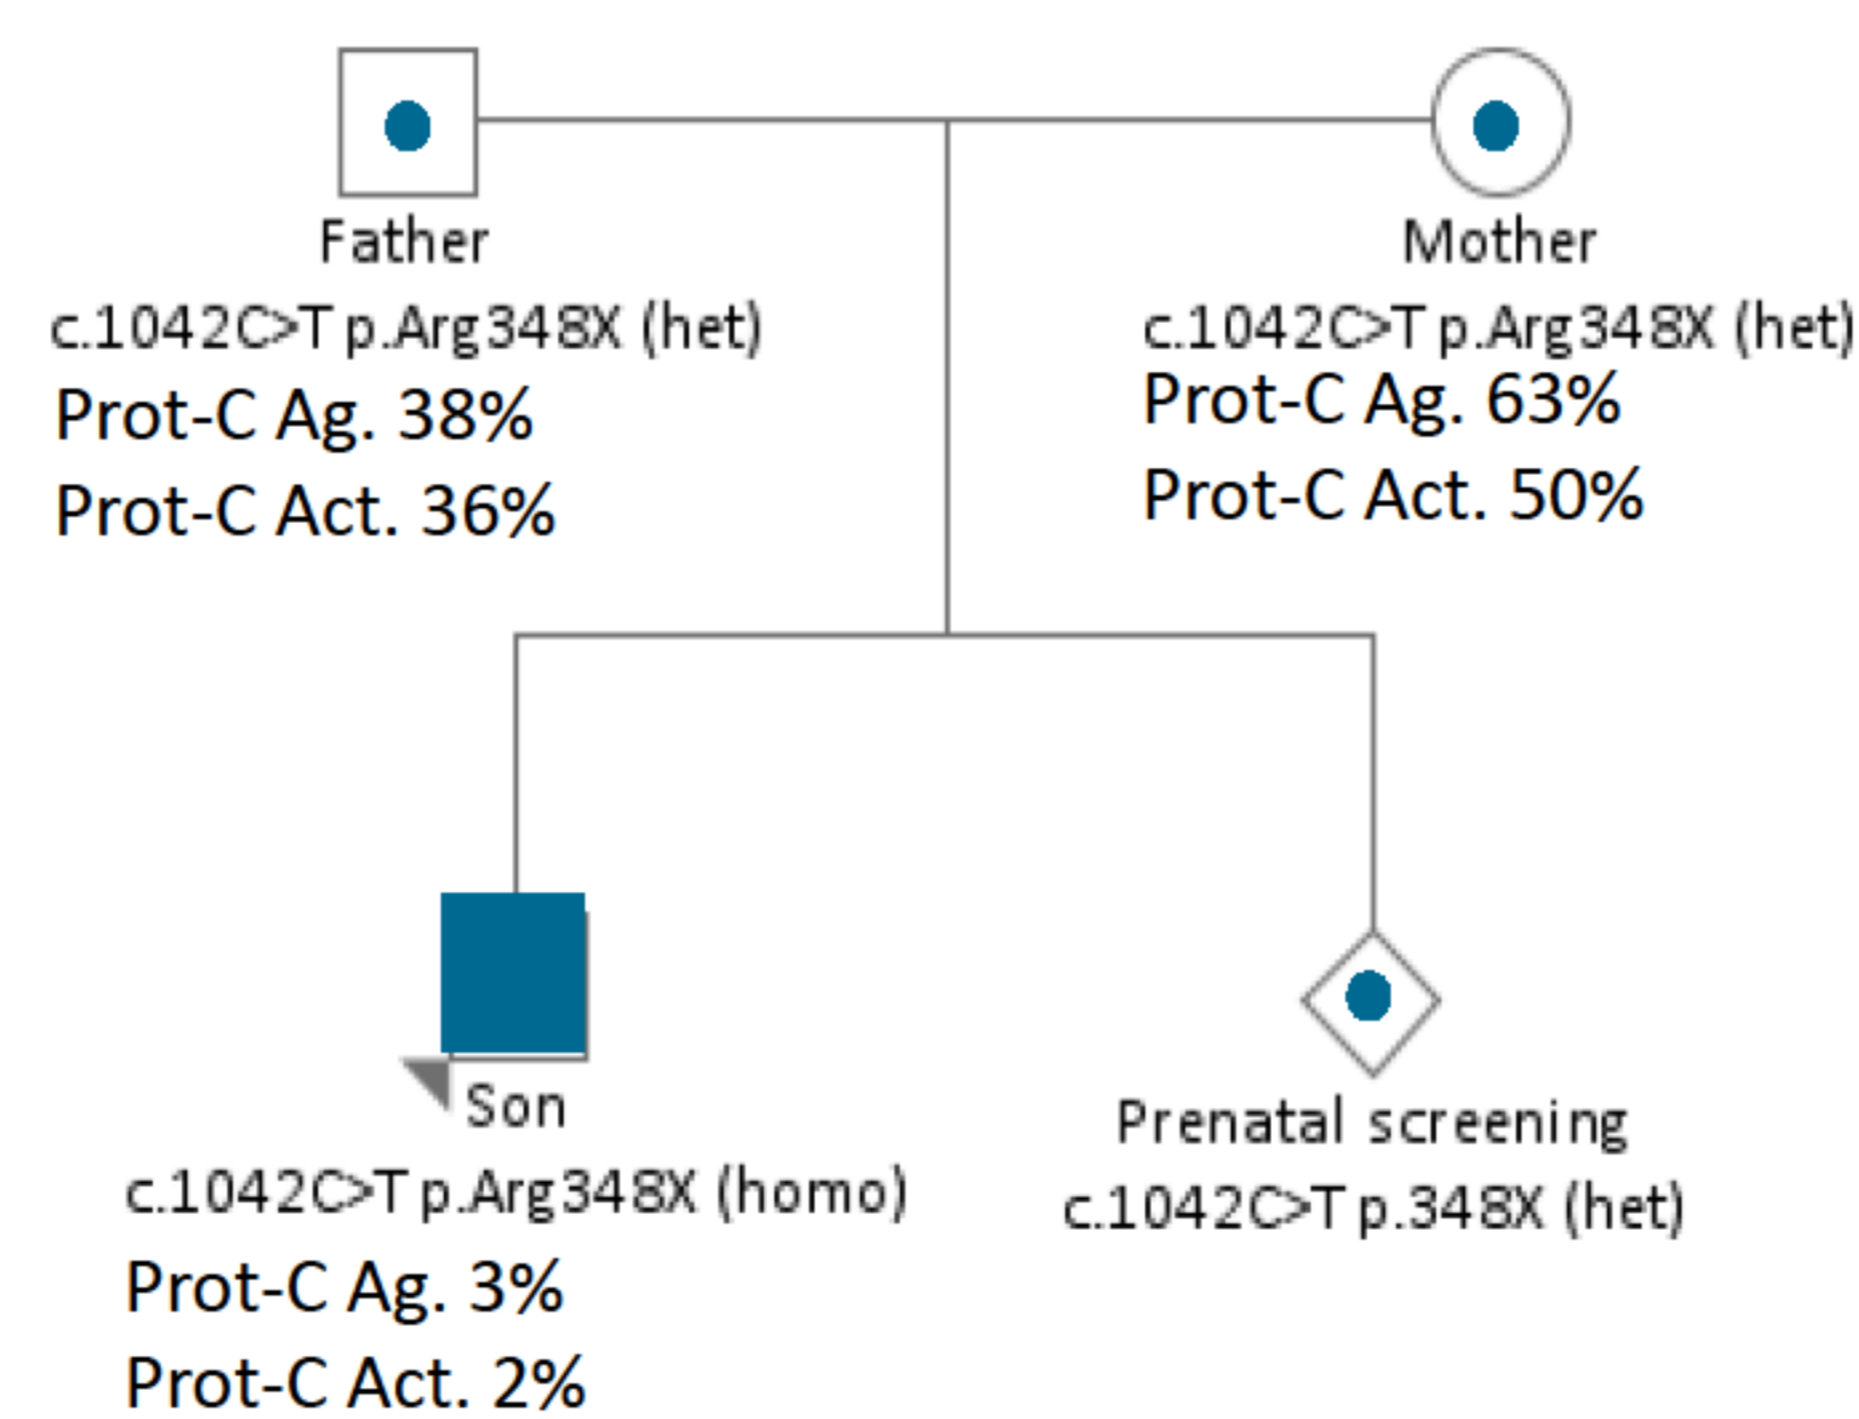 Father
c.1042C>T p.Arg348X (het)
Prot-C Ag. 38%
Prot-C Act. 36%
Mother
c.1042C>T p.Arg348X (het)
Prot-C Ag. 63%
Prot-C Act. 50%
Son
c.1042C>T p.Arg348X (homo)
Prot-C Ag. 3%
Prot-C Act. 2%
Prenatal screening
c.1042C>T p.348X (het)